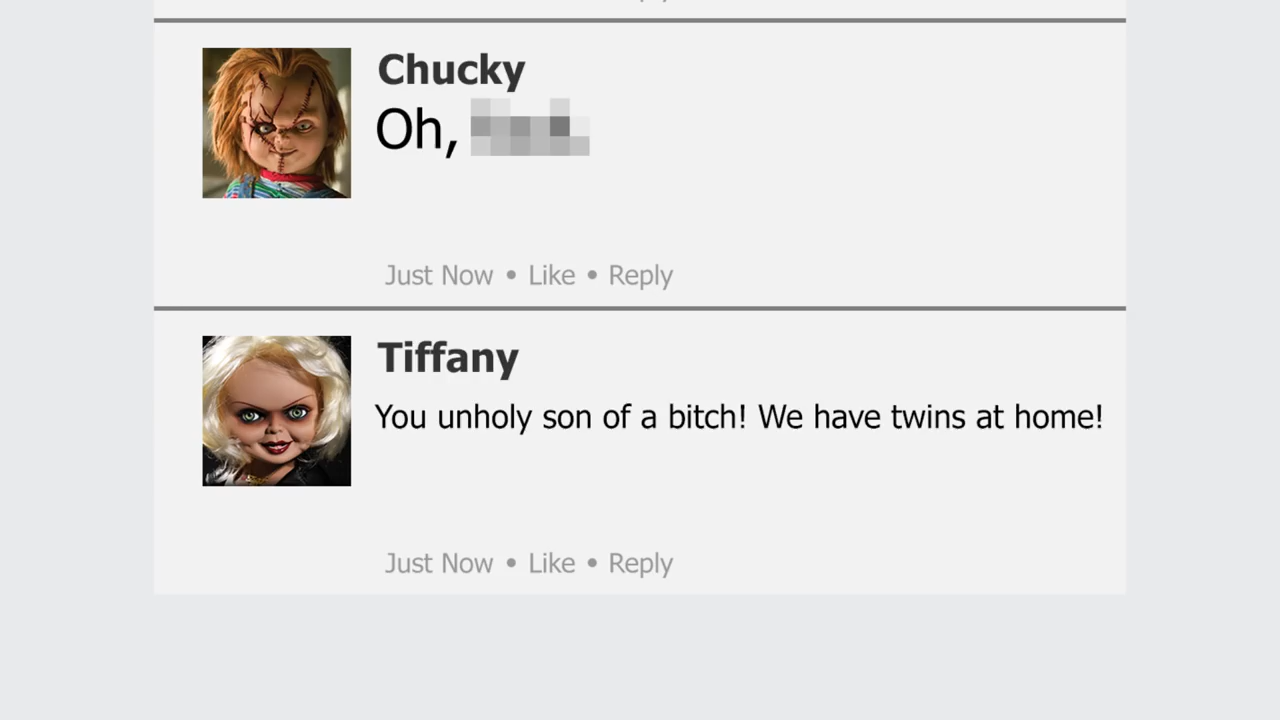 Chucky
Oh,
Just Now • Like • Reply
Tiffany
You unholy son of a bitch! We have twins at home!
Just Now • Like • Reply